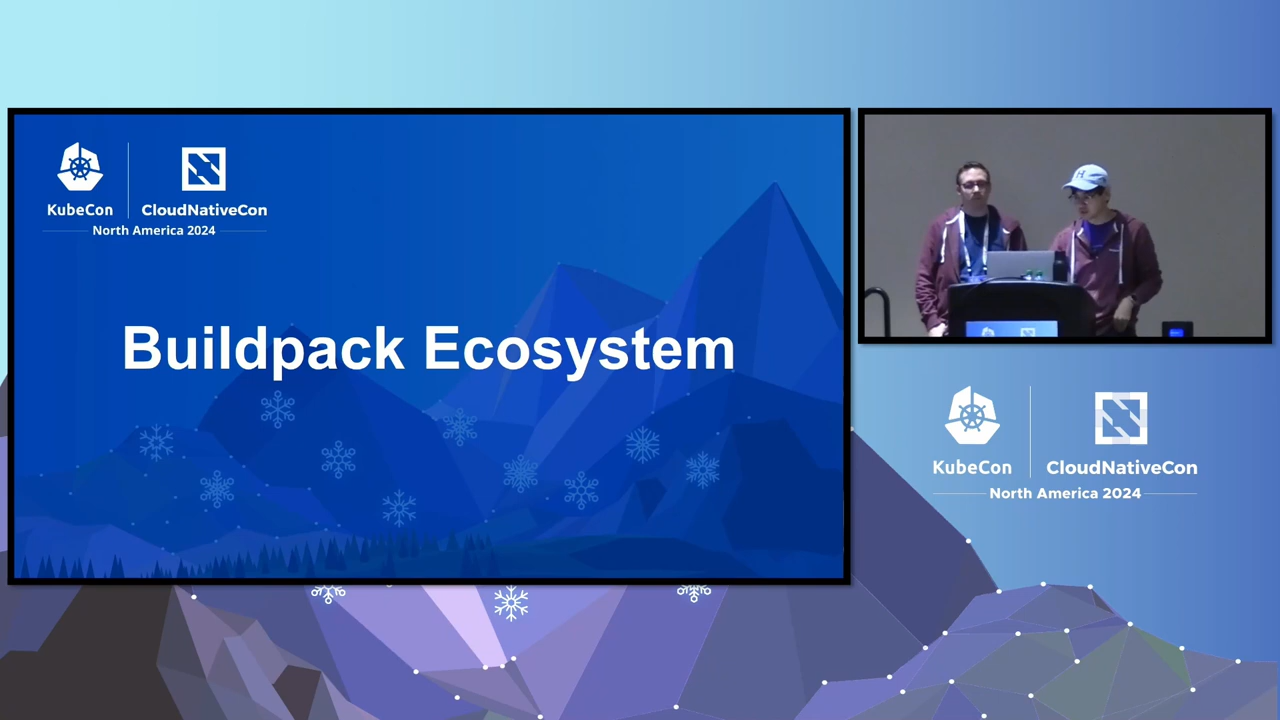 KubeCon
CloudNativeCon
North America 2024
Buildpack Ecosystem
H
KubeCon
CloudNativeCon
North America 2024